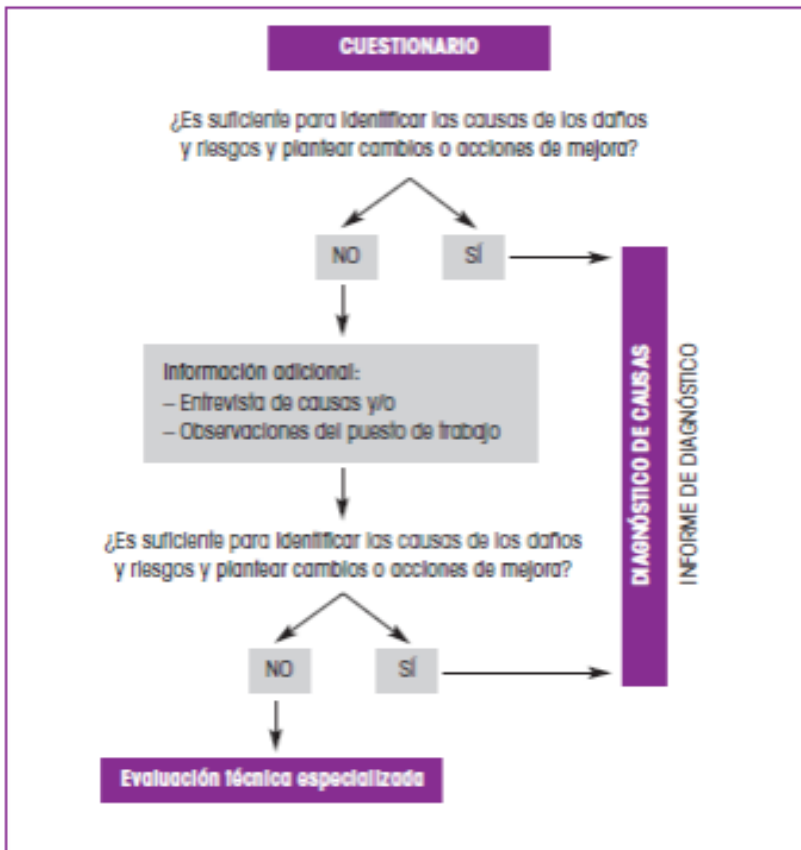 CUESTIONARIO
¿Es suficiente para identificar las causas de los daños
y riesgos y plantear cambios o acciones de mejora?
NO
SÍ
Información adicional:
– Entrevista de causas y/o
– Observaciones del puesto de trabajo
¿Es suficiente para identificar las causas de los daños
y riesgos y plantear cambios o acciones de mejora?
NO
SÍ
Evaluación técnica especializada
DIAGNÓSTICO DE CAUSAS
INFORME DE DIAGNÓSTICO